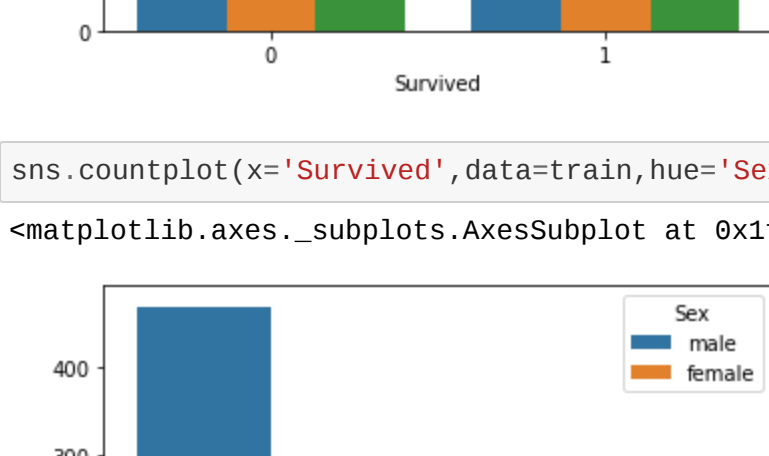 0
0 1
Survived
sns.countplot(x='Survived',data=train,hue='Se
<matplotlib.axes._subplots.AxesSubplot at 0x1
Sex
male
400
female
300